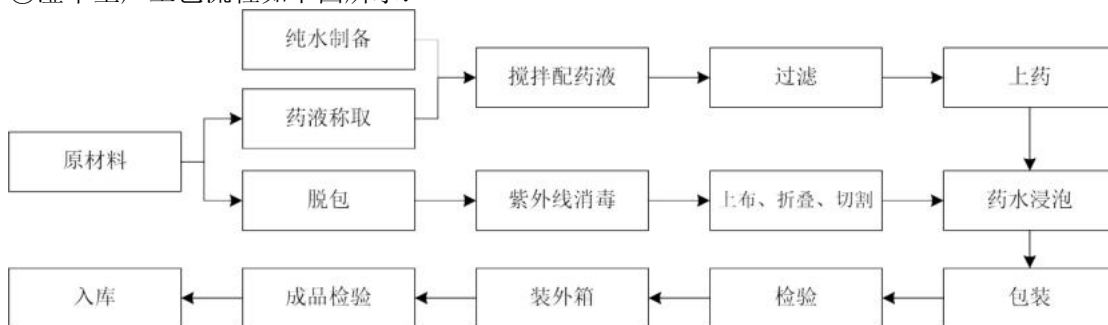 纯水制备
搅拌配药液
过滤
上药
药液称取
原材料
脱包
紫外线消毒
上布、折叠、切割
药水浸泡
入库
成品检验
装外箱
检验
包装